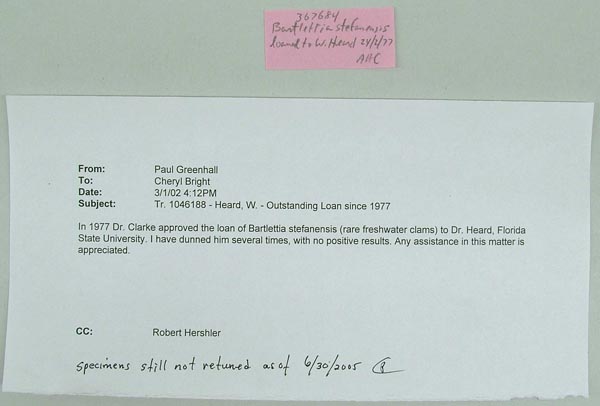 367684
Bartlettia stefanensis
loaned to W. Heard 24/2/77
AHC
From: Paul Greenhall
To: Cheryl Bright
Date: 3/1/02 4:12PM
Subject: Tr. 1046188 - Heard, W. - Outstanding Loan since 1977
In 1977 Dr. Clarke approved the loan of Bartlettia stefanensis (rare freshwater clams) to Dr. Heard, Florida
State University. I have dunned him several times, with no positive results. Any assistance in this matter is
appreciated.
CC: Robert Hershler
Specimens still not retuned as of 6/30/2005